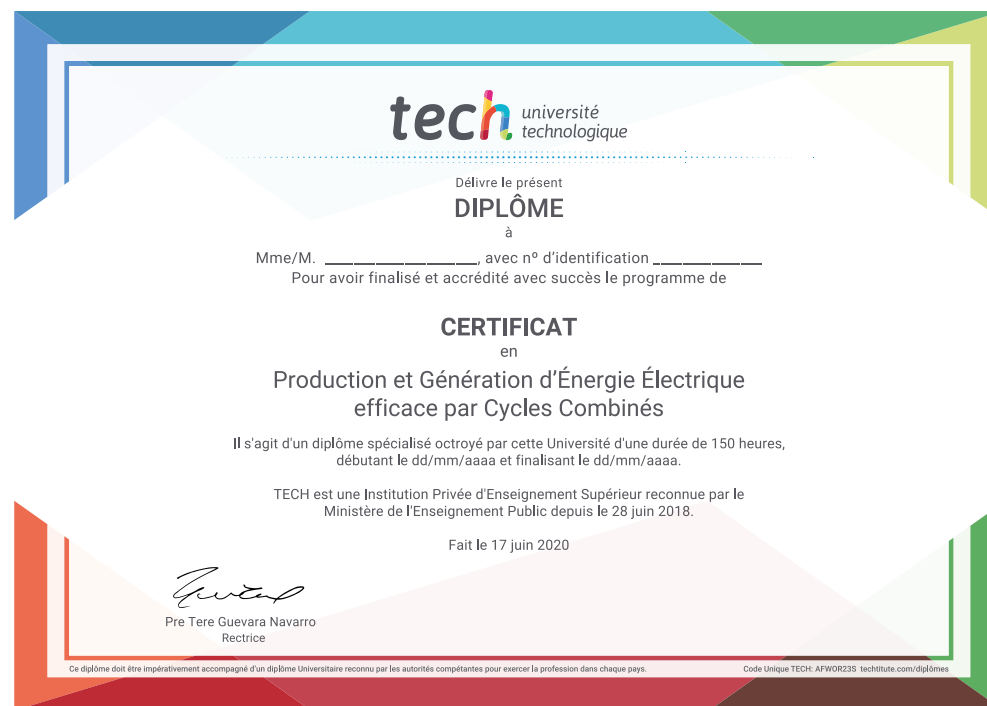 tech université
technologique
Délivre le présent
DIPLÔME
à
Mme/M. _________________, avec nº d'identification ____________
Pour avoir finalisé et accrédité avec succès le programme de
CERTIFICAT
en
Production et Génération d'Énergie Électrique
efficace par Cycles Combinés
Il s'agit d'un diplôme spécialisé octroyé par cette Université d'une durée de 150 heures,
débutant le dd/mm/aaaa et finalisant le dd/mm/aaaa.
TECH est une Institution Privée d'Enseignement Supérieur reconnue par le
Ministère de l'Enseignement Public depuis le 28 juin 2018.
Fait le 17 juin 2020
Pre Tere Guevara Navarro
Rectrice
Ce diplôme doit être impérativement accompagné d'un diplôme Universitaire reconnu par les autorités compétantes pour exercer la profession dans chaque pays.
Code Unique TECH: AFWOR23S techtitute.com/diplômes